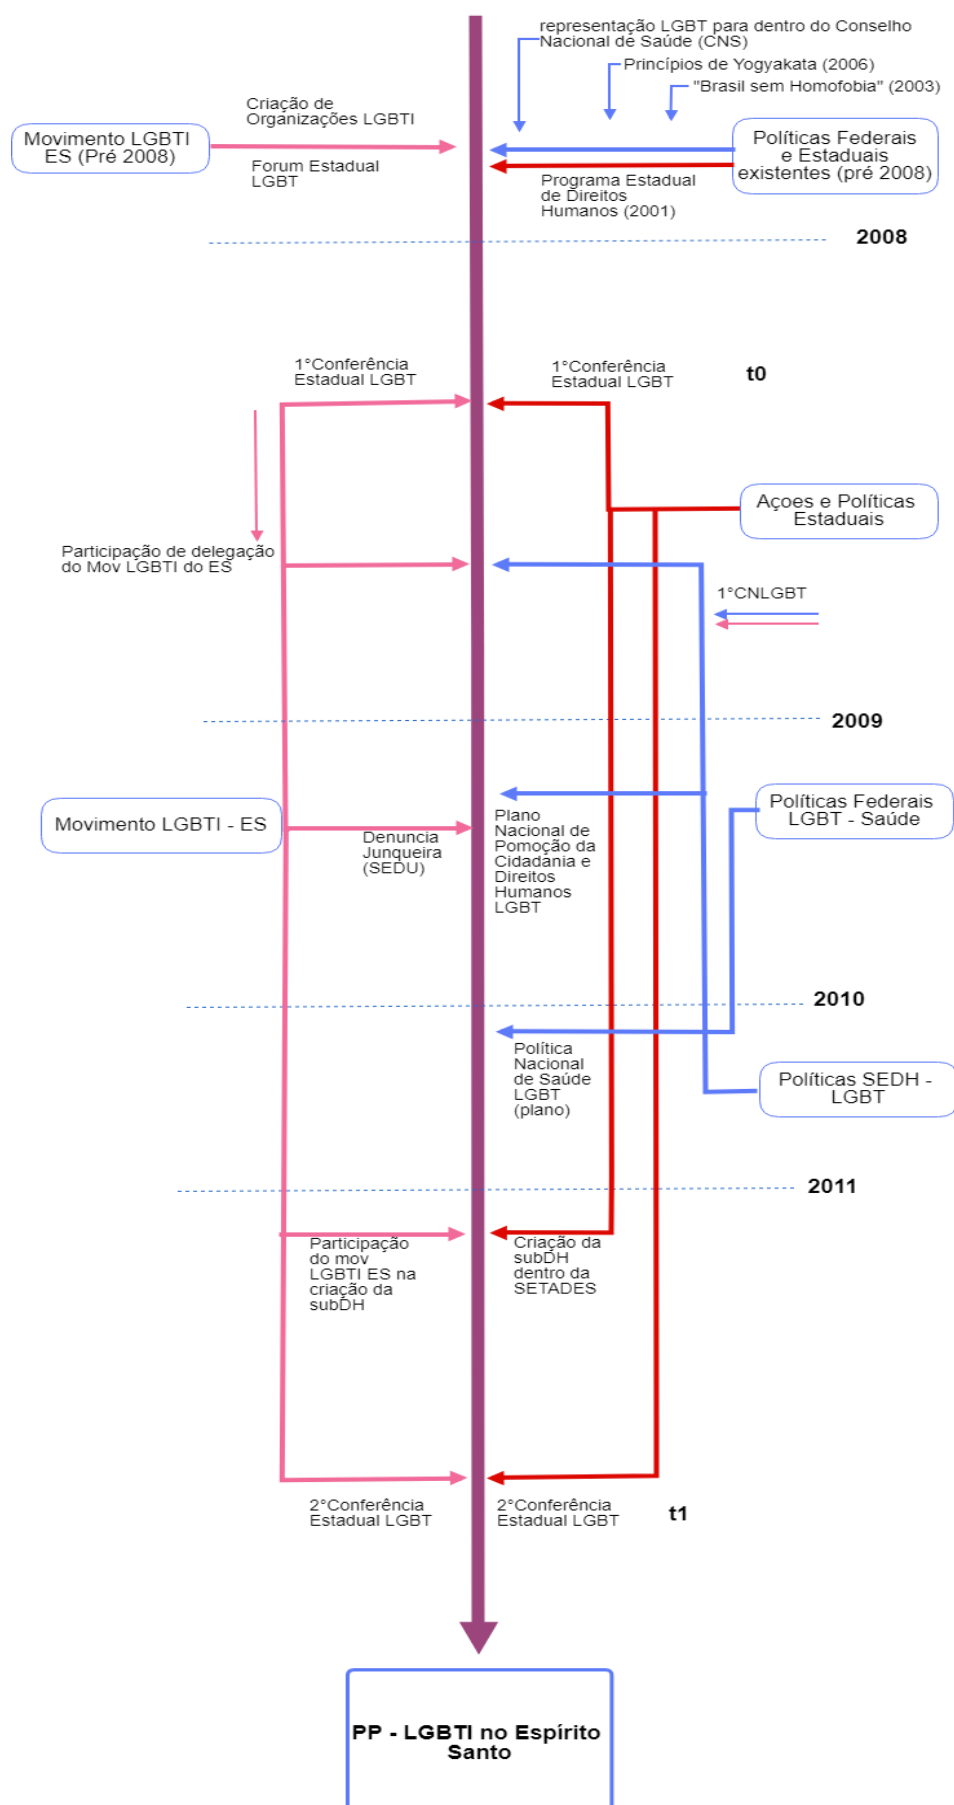 representação LGBT para dentro do Conselho
Nacional de Saúde (CNS)
Princípios de Yogyakata (2006)
"Brasil sem Homofobia" (2003)
Criação de
Organizações LGBTI
Movimento LGBTI
ES (Pré 2008)
Forum Estadual
LGBT
Políticas Federais
e Estaduais
existentes (pré 2008)
Programa Estadual
de Direitos
Humanos (2001)
2008
1°Conferência
Estadual LGBT
1°Conferência
Estadual LGBT
t0
Açoes e Políticas
Estaduais
Participação de delegação
do Mov LGBTI do ES
1°CNLGBT
2009
Movimento LGBTI - ES
Denuncia
Junqueira
(SEDU)
Plano
Nacional de
Pomoção da
Cidadania e
Direitos
Humanos
LGBT
Políticas Federais
LGBT - Saúde
2010
Política
Nacional
de Saúde
LGBT
(plano)
Políticas SEDH -
LGBT
2011
Participação
do mov
LGBTI ES na
criação da
subDH
Criação da
subDH
dentro da
SETADES
2°Conferência
Estadual LGBT
2°Conferência
Estadual LGBT
t1
PP - LGBTI no Espírito
Santo